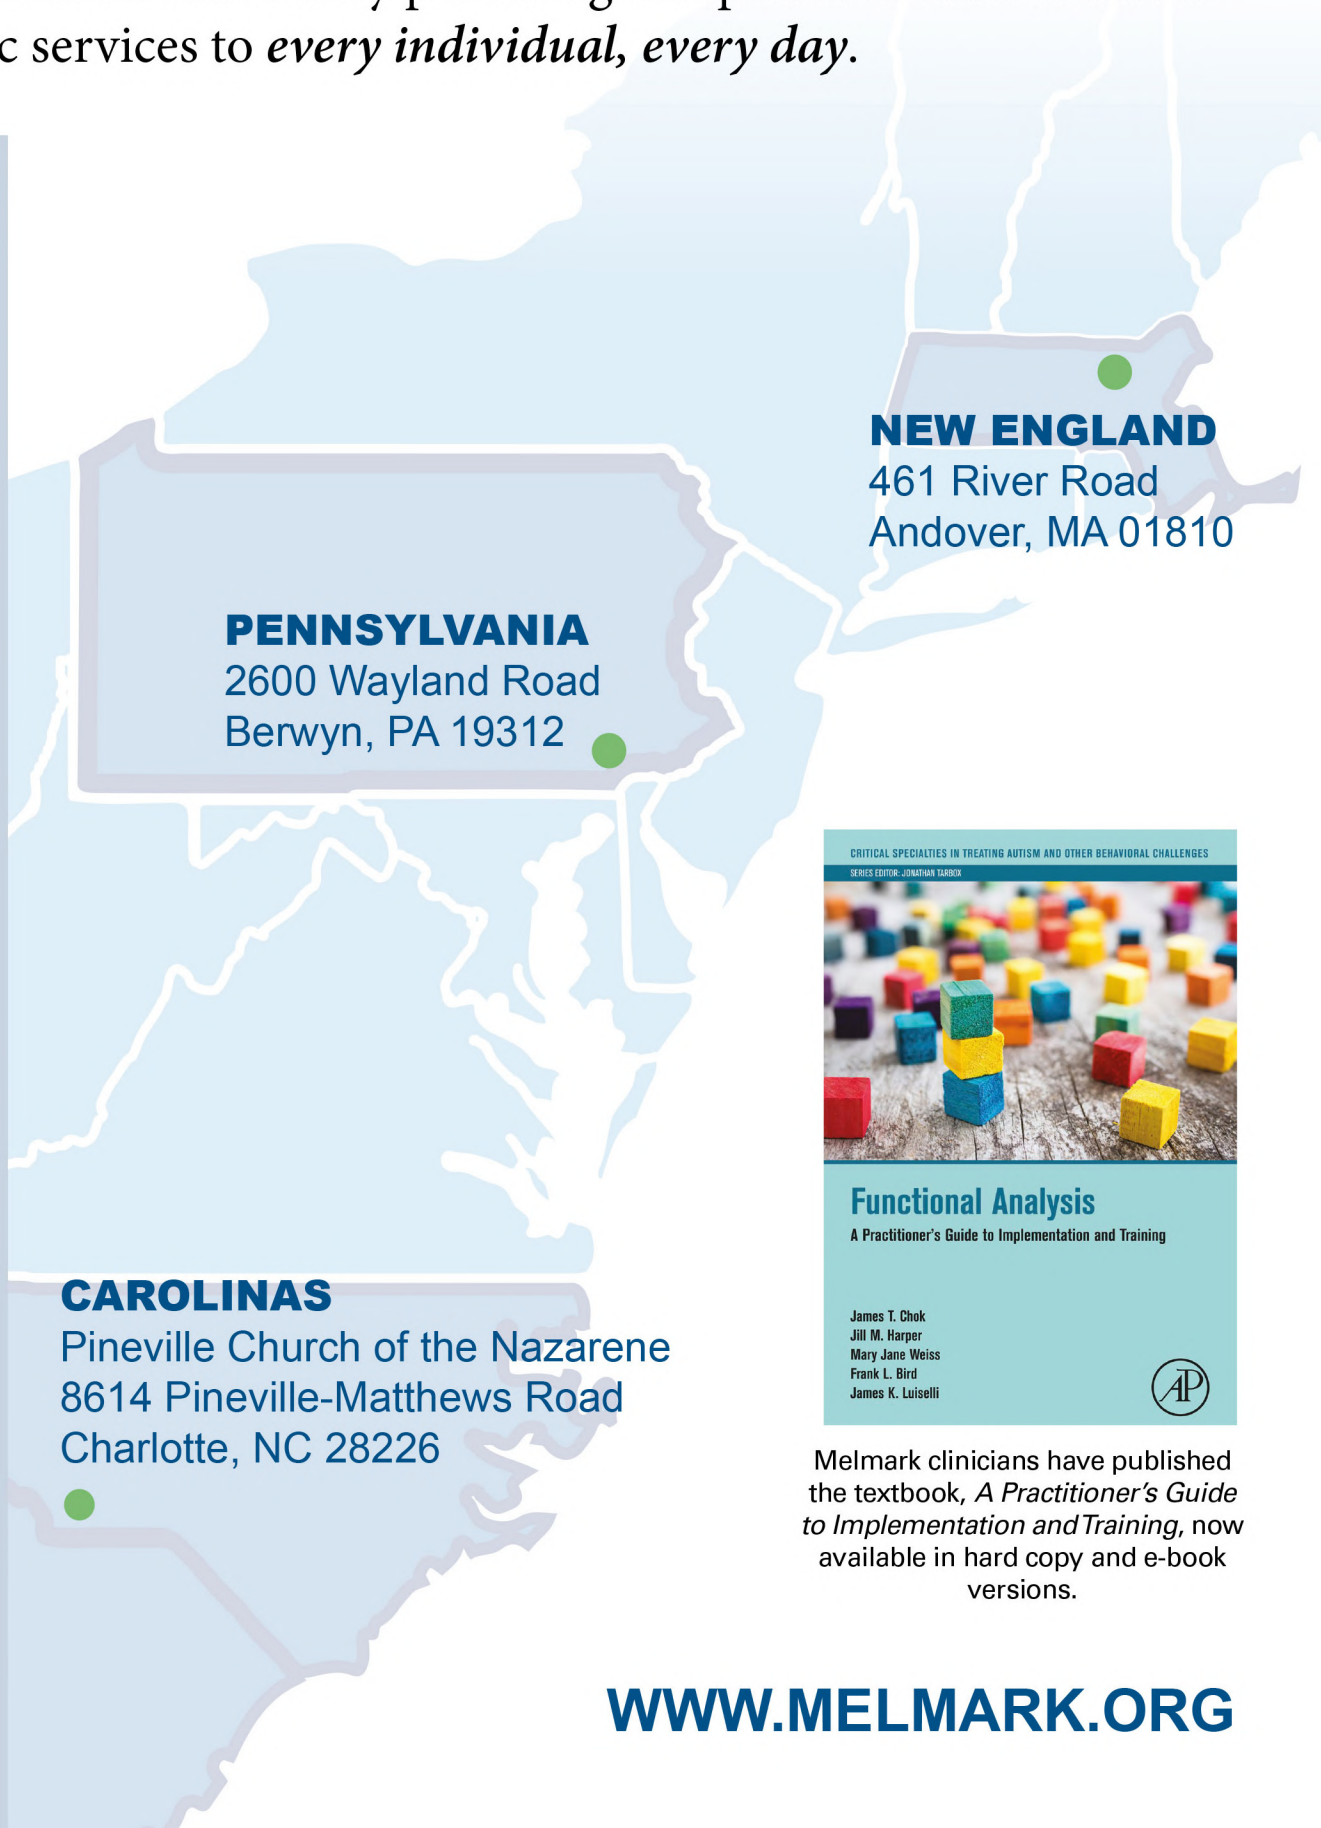 services to every individual, every day.
NEW ENGLAND
461 River Road
Andover, MA 01810
PENNSYLVANIA
2600 Wayland Road
Berwyn, PA 19312
CRITICAL SPECIALTIES IN TREATING AUTISM AND OTHER BEHAVIORAL CHALLENGES
SERIES EDITOR: JONATHAN TARBOX
Functional Analysis
A Practitioner's Guide to Implementation and Training
James T. Chok
Jill M. Harper
Mary Jane Weiss
Frank L. Bird
James K. Luiselli
AP
CAROLINAS
Pineville Church of the Nazarene
8614 Pineville-Matthews Road
Charlotte, NC 28226
Melmark clinicians have published
the textbook, A Practitioner's Guide
to Implementation and Training, now
available in hard copy and e-book
versions.
WWW.MELMARK.ORG